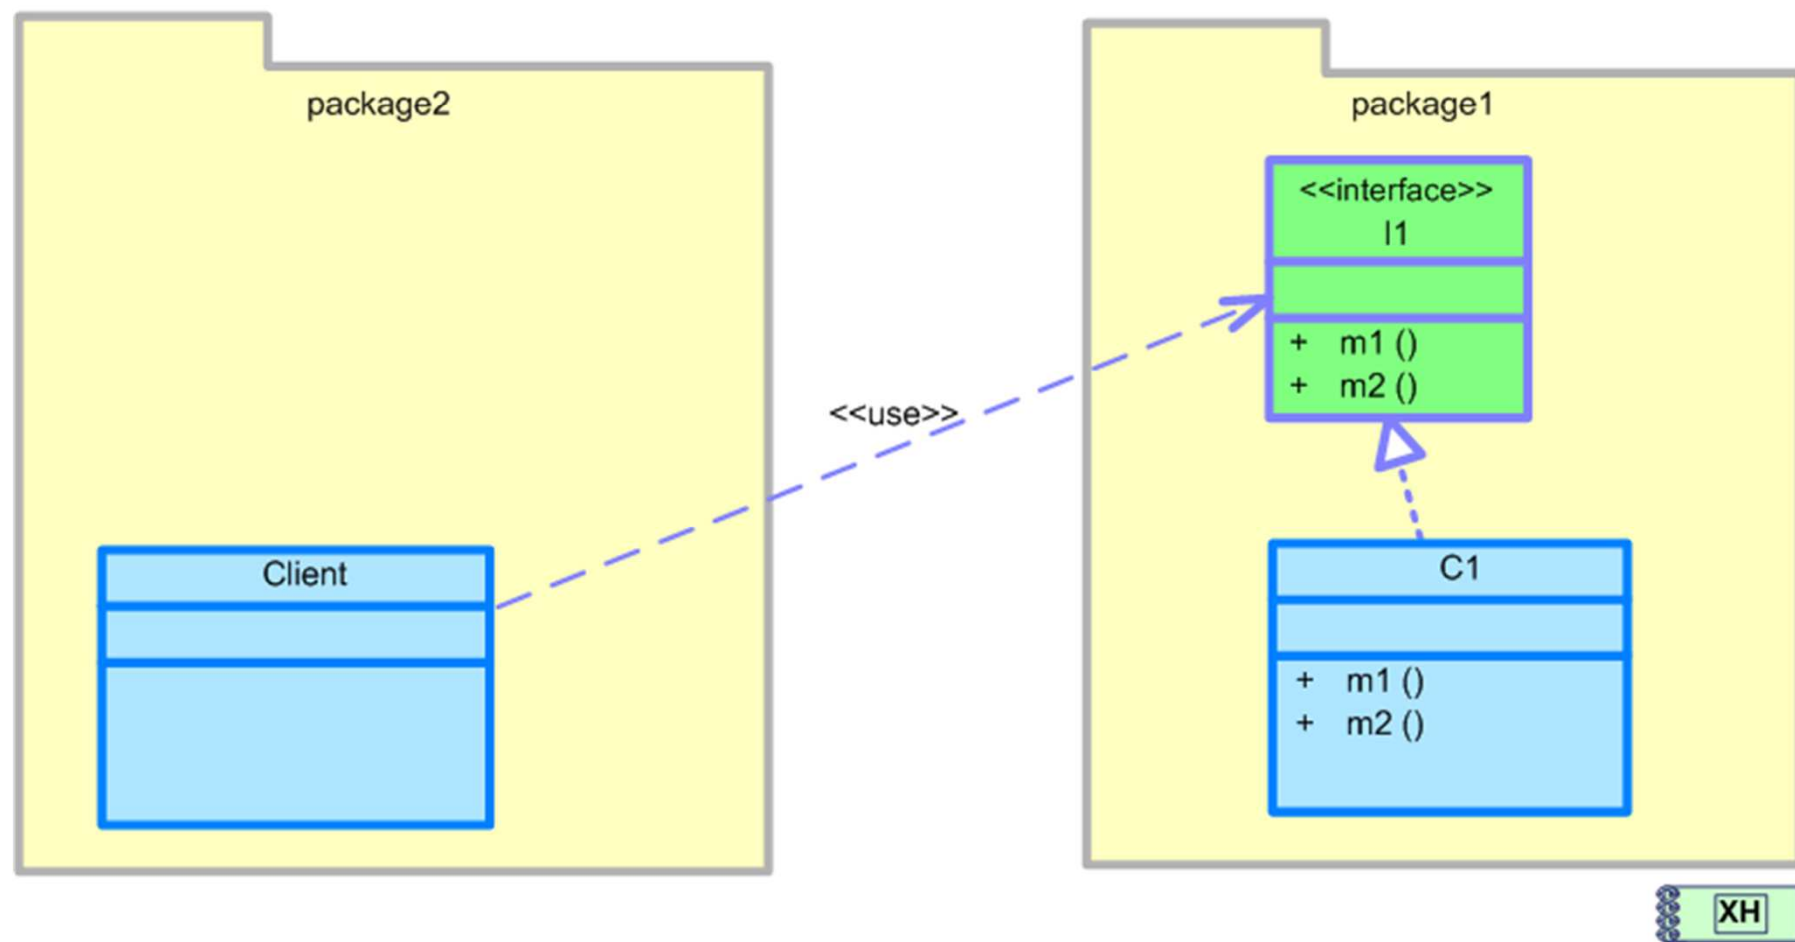 package2
package1
<<interface>>
I1
+ m1 ()
+ m2 ()
<<use>>
Client
C1
+ m1 ()
+ m2 ()
XH